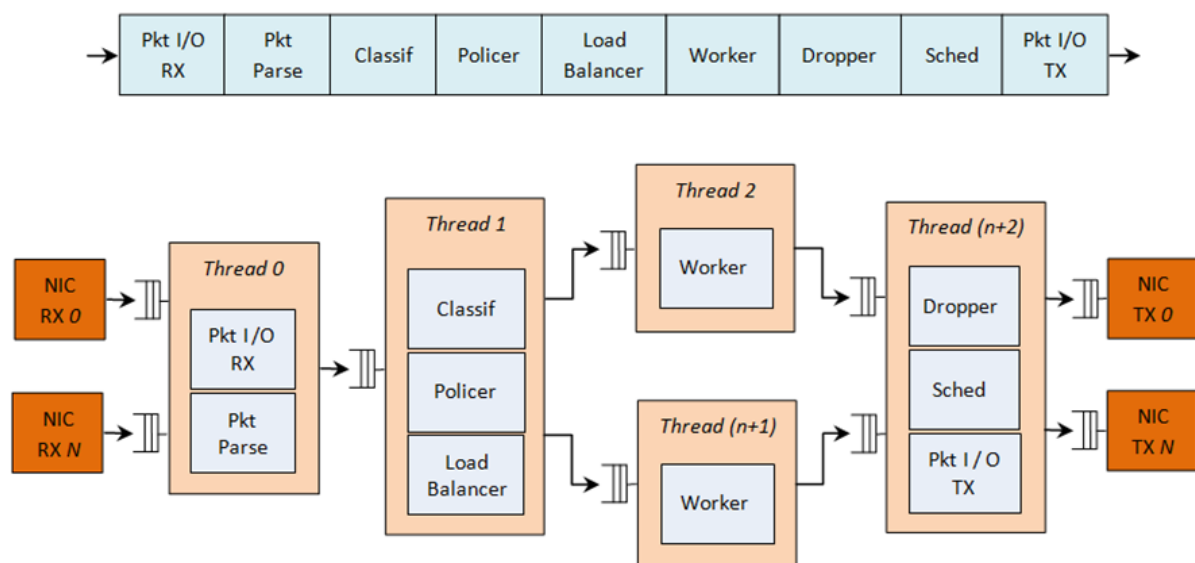 Pkt I/O
RX
Pkt
Parse
Classif
Policer
Load
Balancer
Worker
Dropper
Sched
Pkt I/O
TX
NIC
RX 0
NIC
RX N
Thread 0
Pkt I/O
RX
Pkt
Parse
Thread 1
Classif
Policer
Load
Balancer
Thread 2
Worker
Thread (n+1)
Worker
Thread (n+2)
Dropper
Sched
Pkt I / O
TX
NIC
TX 0
NIC
TX N